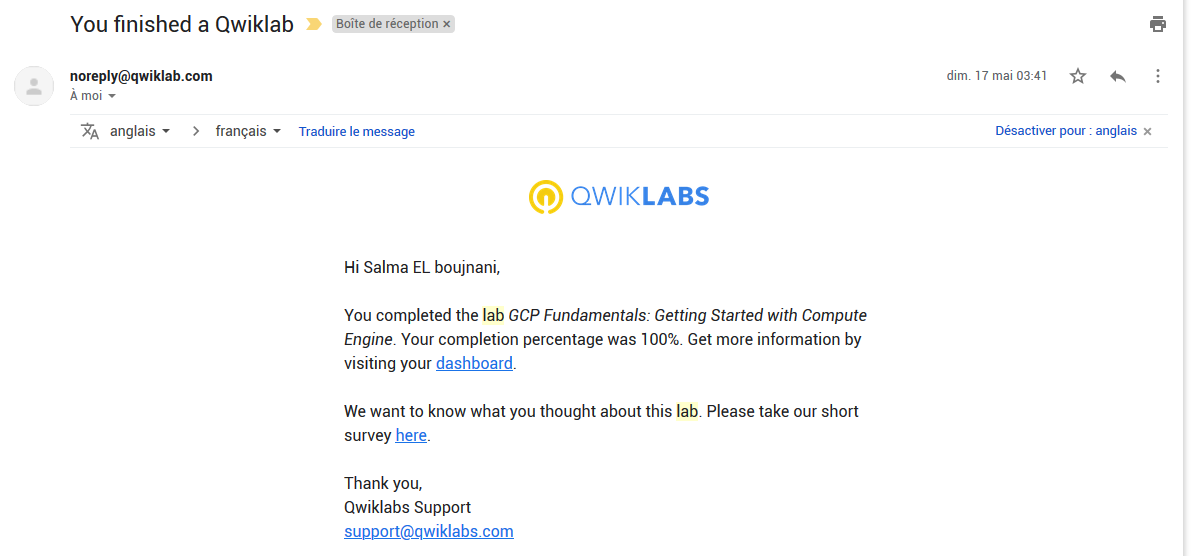 You finished a Qwiklab Boîte de réception ×
noreply@qwiklab.com dim. 17 mai 03:41
À moi
anglais > français Traduire le message Désactiver pour : anglais ×
QWIKLABS
Hi Salma EL boujnani,
You completed the lab GCP Fundamentals: Getting Started with Compute
Engine. Your completion percentage was 100%. Get more information by
visiting your dashboard.
We want to know what you thought about this lab. Please take our short
survey here.
Thank you,
Qwiklabs Support
support@qwiklabs.com